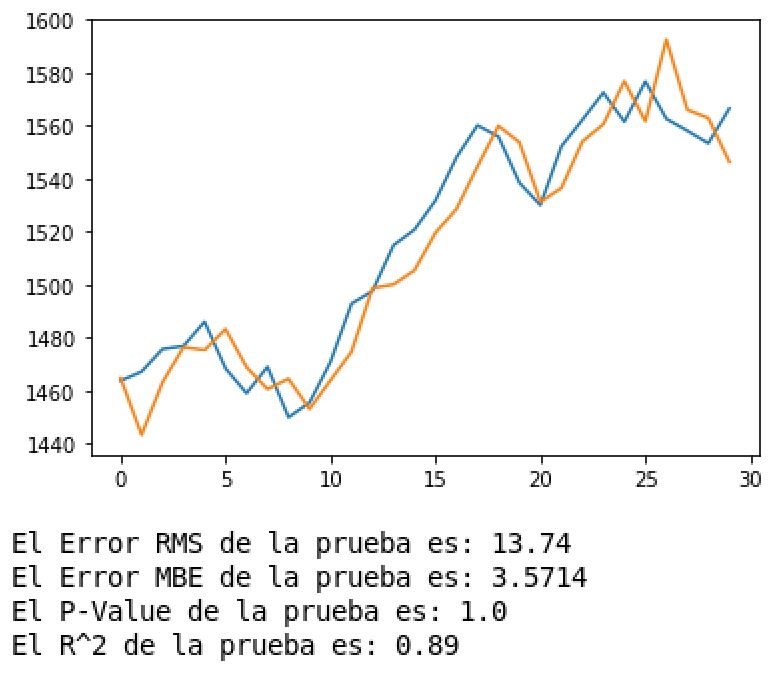 1600
1580
1560
1540
1520
1500
1480
1460
1440
0 5 10 15 20 25 30
El Error RMS de la prueba es: 13.74
El Error MBE de la prueba es: 3.5714
El P-Value de la prueba es: 1.0
El R^2 de la prueba es: 0.89